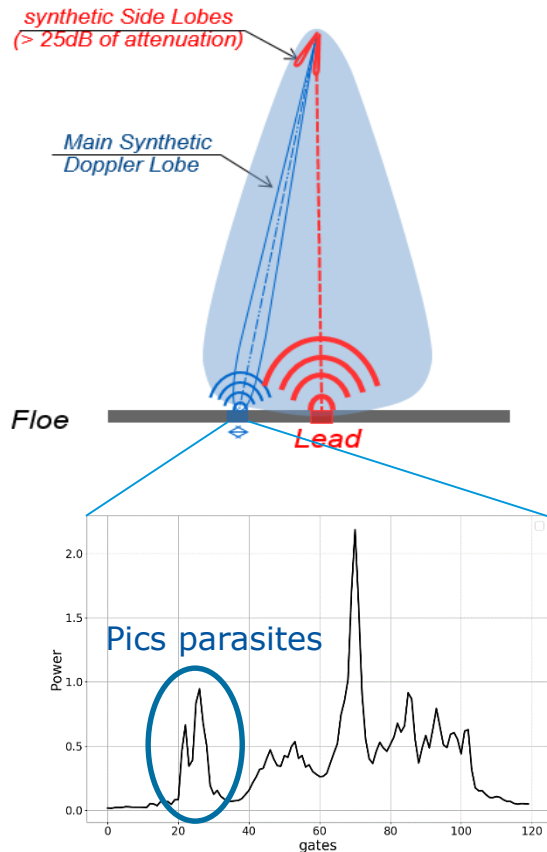 synthetic Side Lobes
(> 25dB of attenuation)
Main Synthetic
Doppler Lobe
Floe
Lead
Pics parasites
Power
2.0
1.5
1.0
0.5
0.0
0 20 40 60 80 100 120
gates